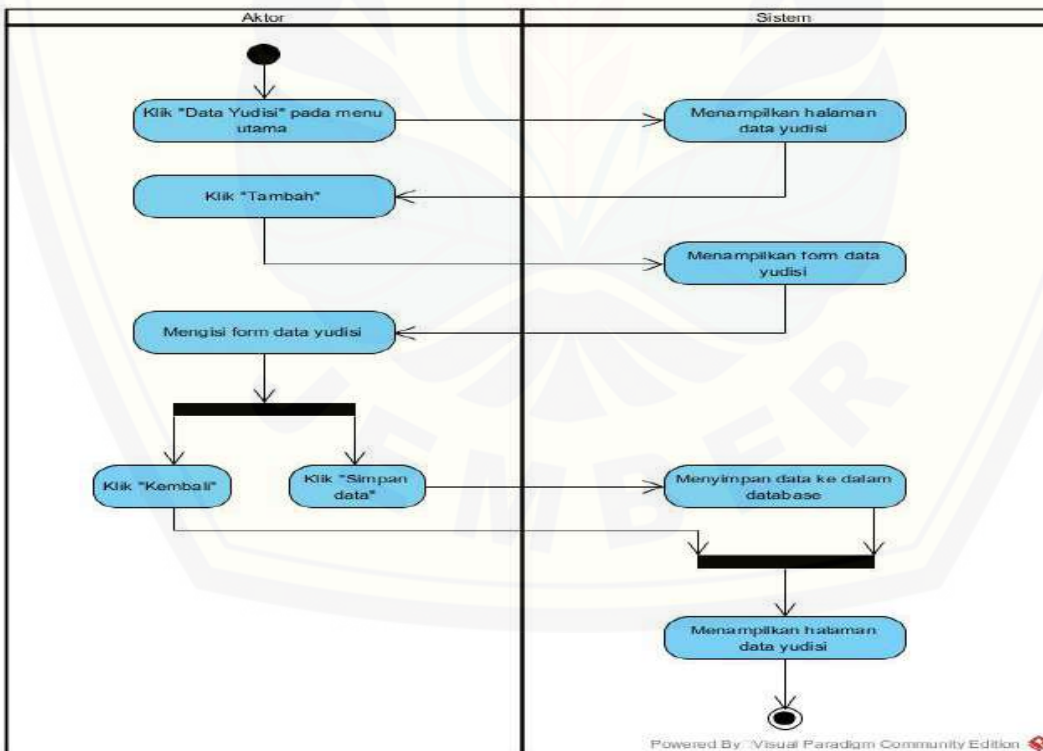 Aktor
Sistem
Klik "Data Yudisi" pada menu
utama
Menampilkan halaman
data yudisi
Klik "Tambah"
Menampilkan form data
yudisi
Mengisi form data yudisi
Klik "Kembali"
Klik "Simpan
data"
Menyimpan data ke dalam
database
Menampilkan halaman
data yudisi
JEMBER
Powered By Visual Paradigm Community Edition